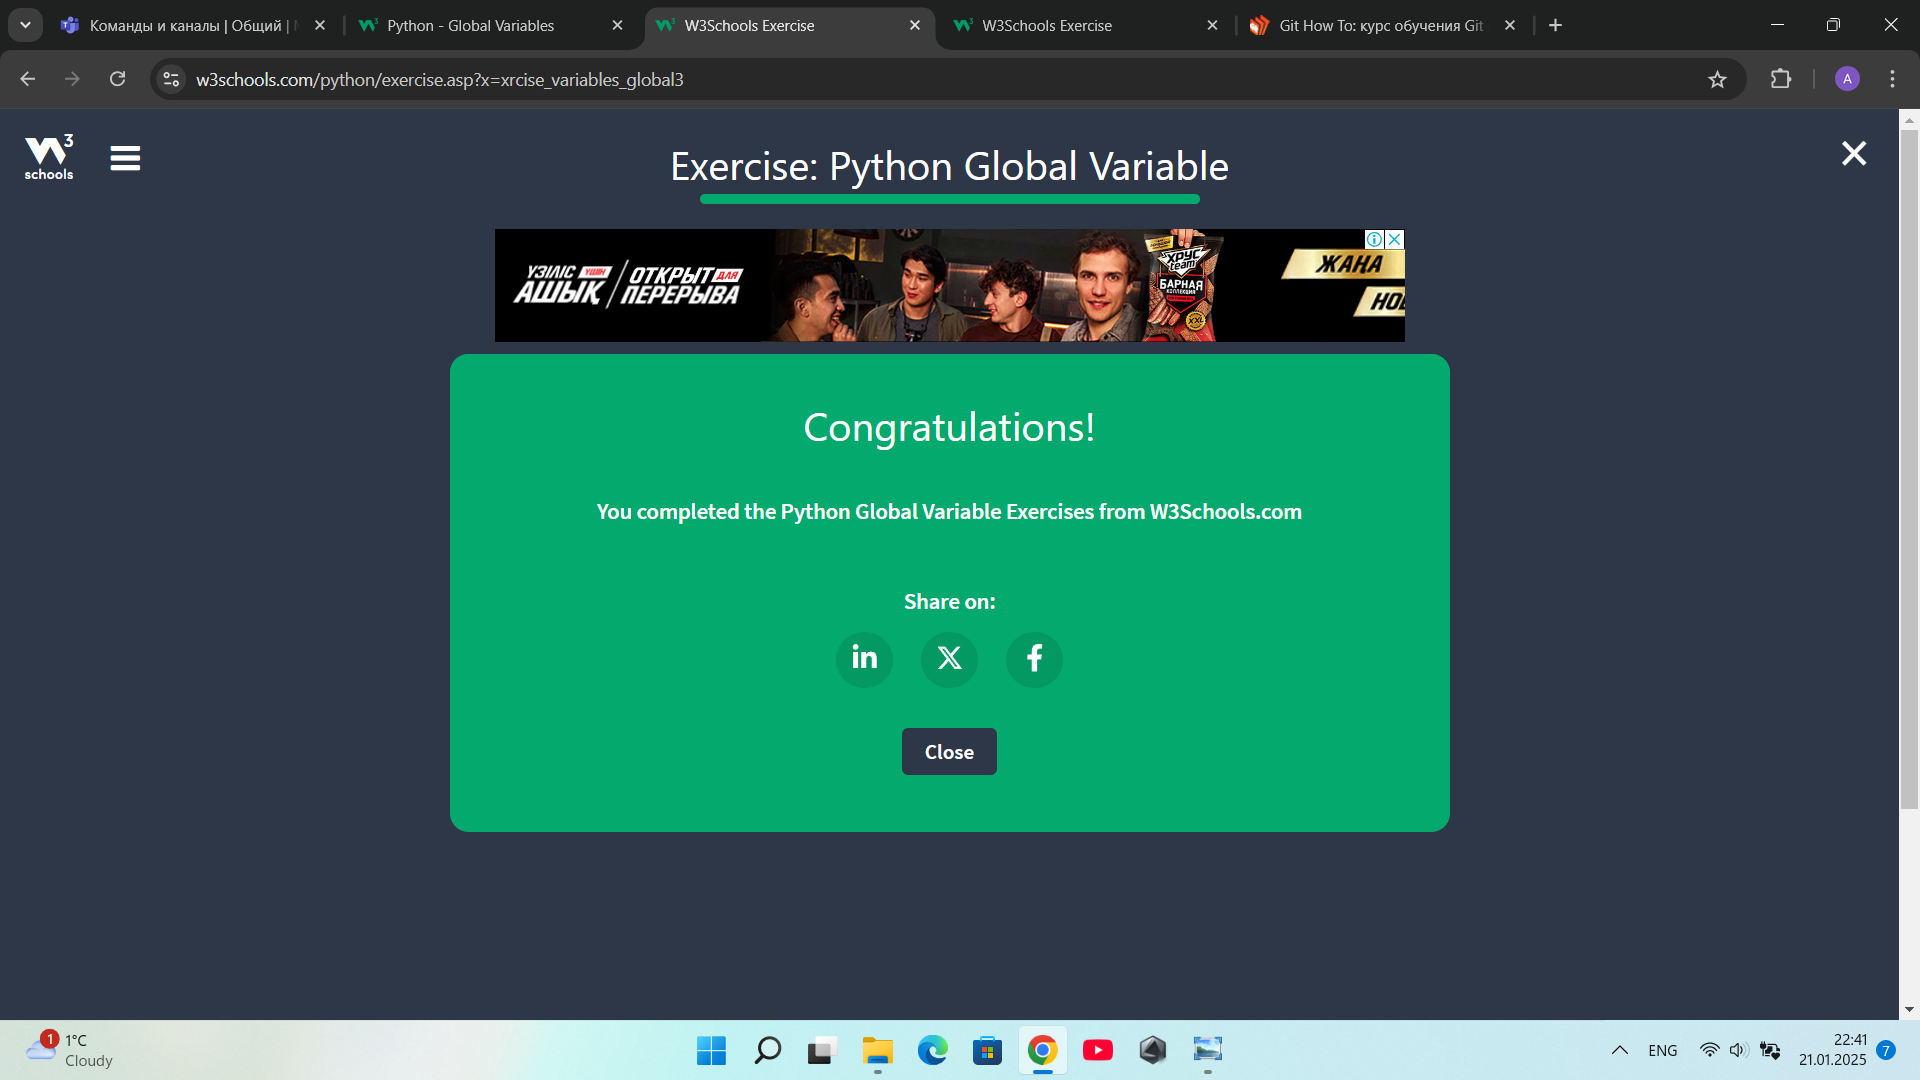 Команды и каналы | Общий |
Python - Global Variables
W3Schools Exercise
W3Schools Exercise
Git How To: курс обучения Git
w3schools.com/python/exercise.asp?x=xrcise_variables_global3
A
W3
schools
Exercise: Python Global Variable
ҮЗІЛІС ҮШІН
АШЫҚ
ОТКРЫТ ДЛЯ
ПЕРЕРЫВА
ХРУС
team
БАРНАЯ
КОЛЛЕКЦИЯ
XXL
ЖАҢА
НО
Congratulations!
You completed the Python Global Variable Exercises from W3Schools.com
Share on:
in
X
f
Close
1
1°C
Cloudy
ENG
22:41
21.01.2025
7